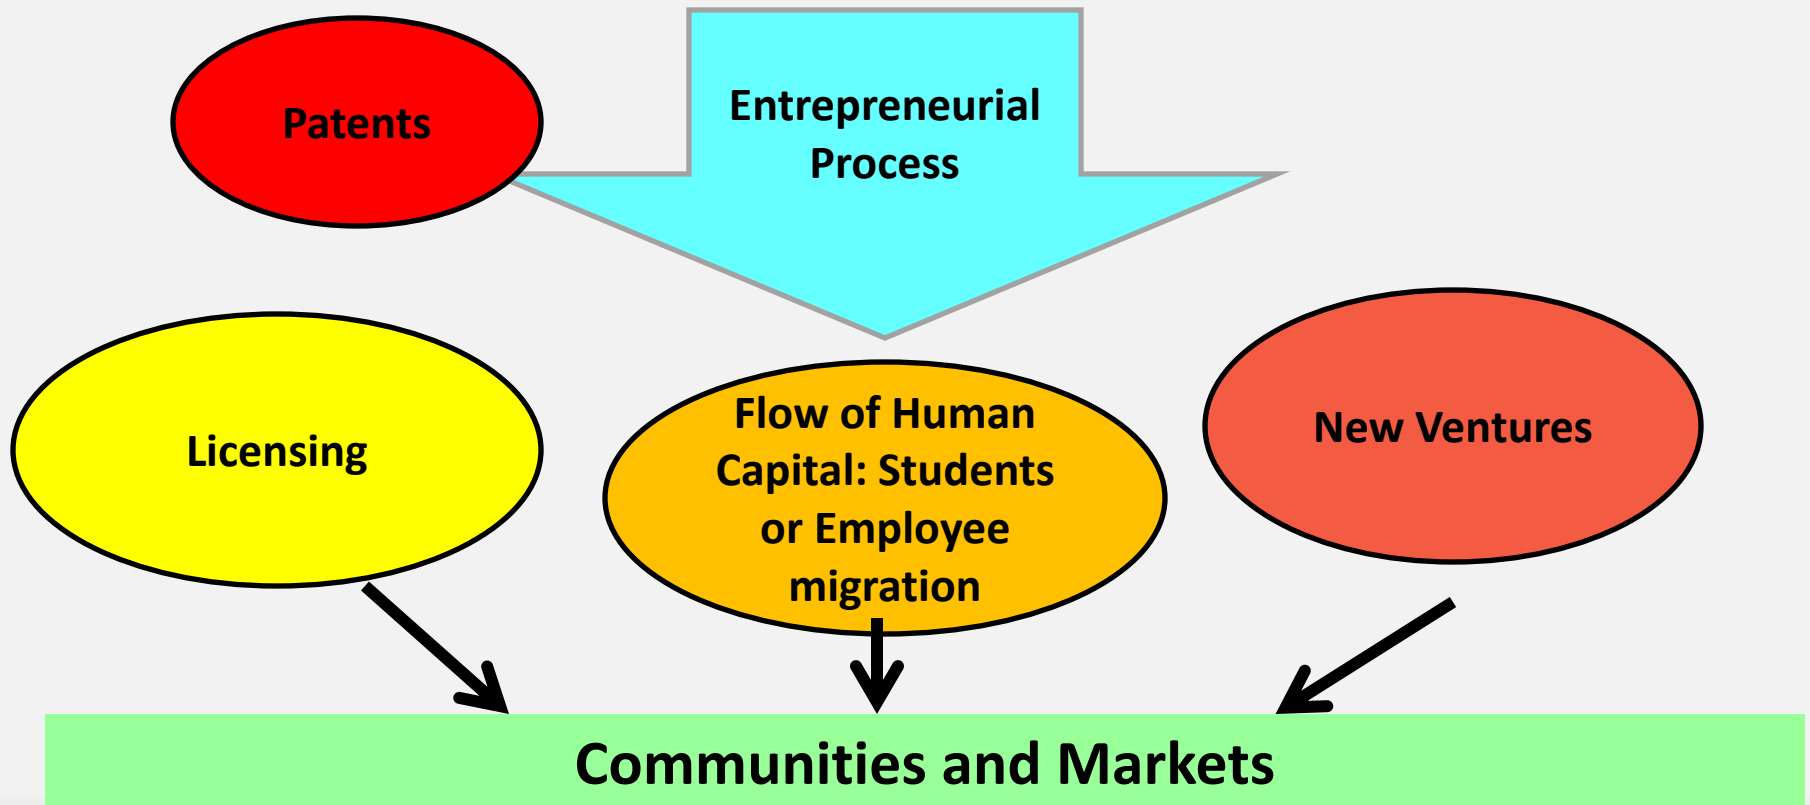 Patents
Entrepreneurial
Process
Licensing
Flow of Human
Capital: Students
or Employee
migration
New Ventures
Communities and Markets